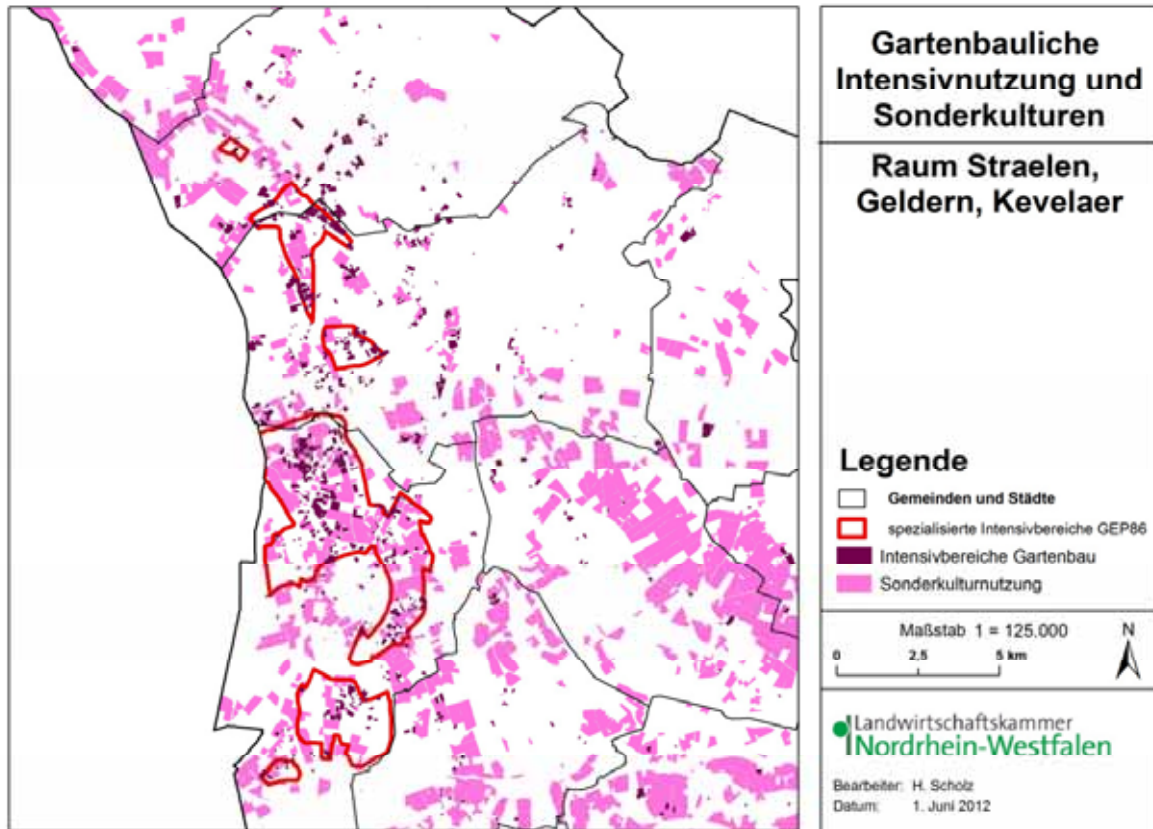 Gartenbauliche
Intensivnutzung und
Sonderkulturen
Raum Straelen,
Geldern, Kevelaer
Legende
Gemeinden und Städte
spezialisierte Intensivbereiche GEP86
Intensivbereiche Gartenbau
Sonderkulturnutzung
Maßstab 1 = 125.000
N
0 2,5 5 km
Landwirtschaftskammer
Nordrhein-Westfalen
Bearbeiter: H. Scholz
Datum: 1. Juni 2012